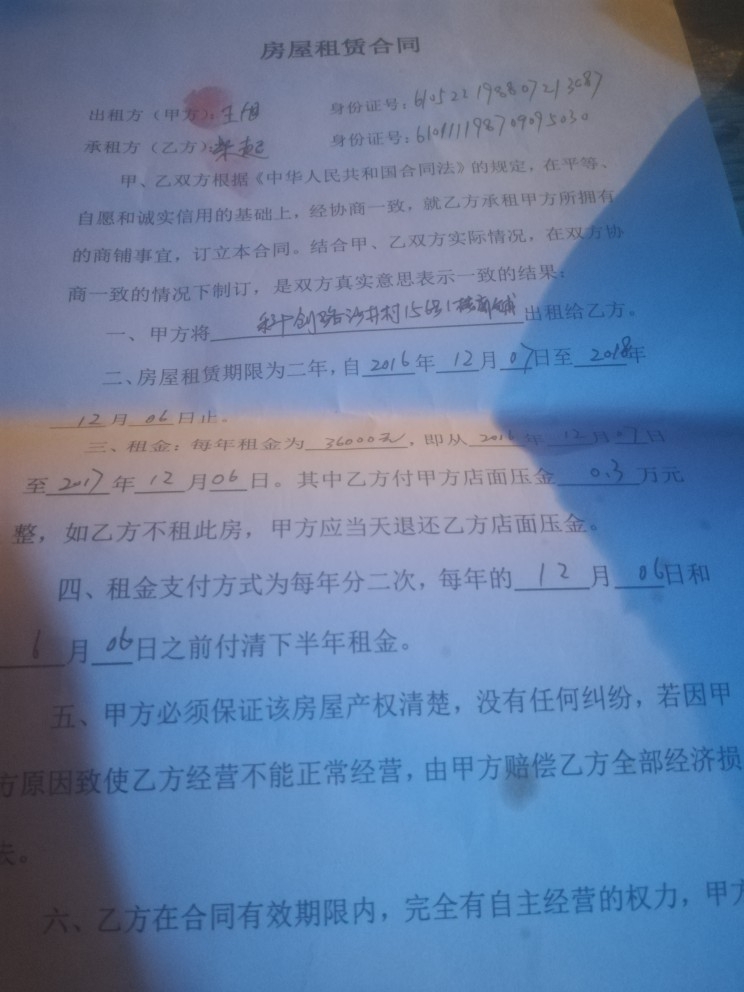 房屋租赁合同
出租方（甲方）：王 身份证号：610522198807213087
承租方（乙方）：柴起 身份证号：610111198709095030
甲、乙双方根据《中华人民共和国合同法》的规定，在平等、
自愿和诚实信用的基础上，经协商一致，就乙方承租甲方所拥有
的商铺事宜，订立本合同。结合甲、乙双方实际情况，在双方协
商一致的情况下制订，是双方真实意思表示一致的结果：
一、甲方将 科创路沙井村156号1楼商铺 出租给乙方。
二、房屋租赁期限为二年，自 2016 年 12 月 07 日至 2018 年
12 月 06 日止。
三、租金：每年租金为 36000元 ，即从 2016 年 12 月 07 日
至 2017 年 12 月 06 日。其中乙方付甲方店面压金 0.3 万元
整，如乙方不租此房，甲方应当天退还乙方店面压金。
四、租金支付方式为每年分二次，每年的 12 月 06 日和
6 月 06 日之前付清下半年租金。
五、甲方必须保证该房屋产权清楚，没有任何纠纷，若因甲
方原因致使乙方经营不能正常经营，由甲方赔偿乙方全部经济损
失。
六、乙方在合同有效期限内，完全有自主经营的权力，甲方